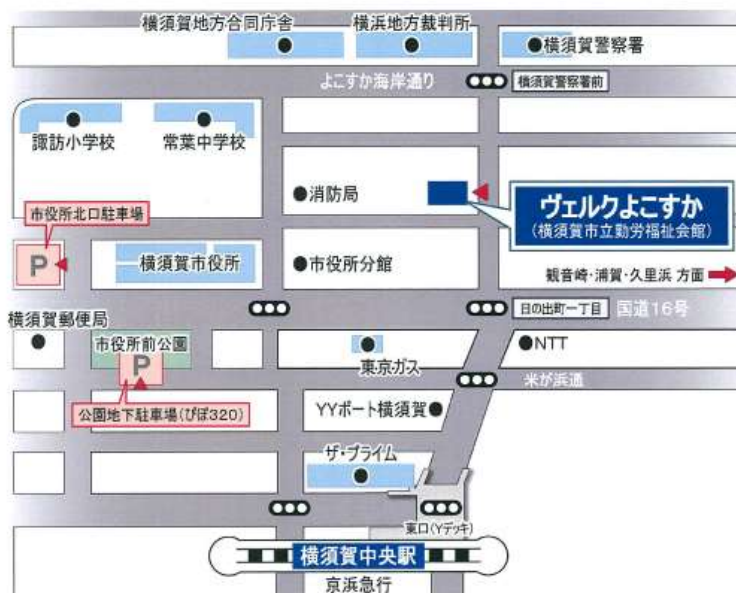 横須賀地方合同庁舎
横浜地方裁判所
横須賀警察署
よこすか海岸通り
横須賀警察署前
諏訪小学校
常葉中学校
消防局
ヴェルクよこすか
(横須賀市立勤労福祉会館)
市役所北口駐車場
P
横須賀市役所
市役所分館
観音崎・浦賀・久里浜 方面
日の出町一丁目
国道16号
横須賀郵便局
市役所前公園
P
東京ガス
NTT
米が浜通
公園地下駐車場(ぴぽ320)
YYポート横須賀
ザ・プライム
東口(Yデッキ)
横須賀中央駅
京浜急行